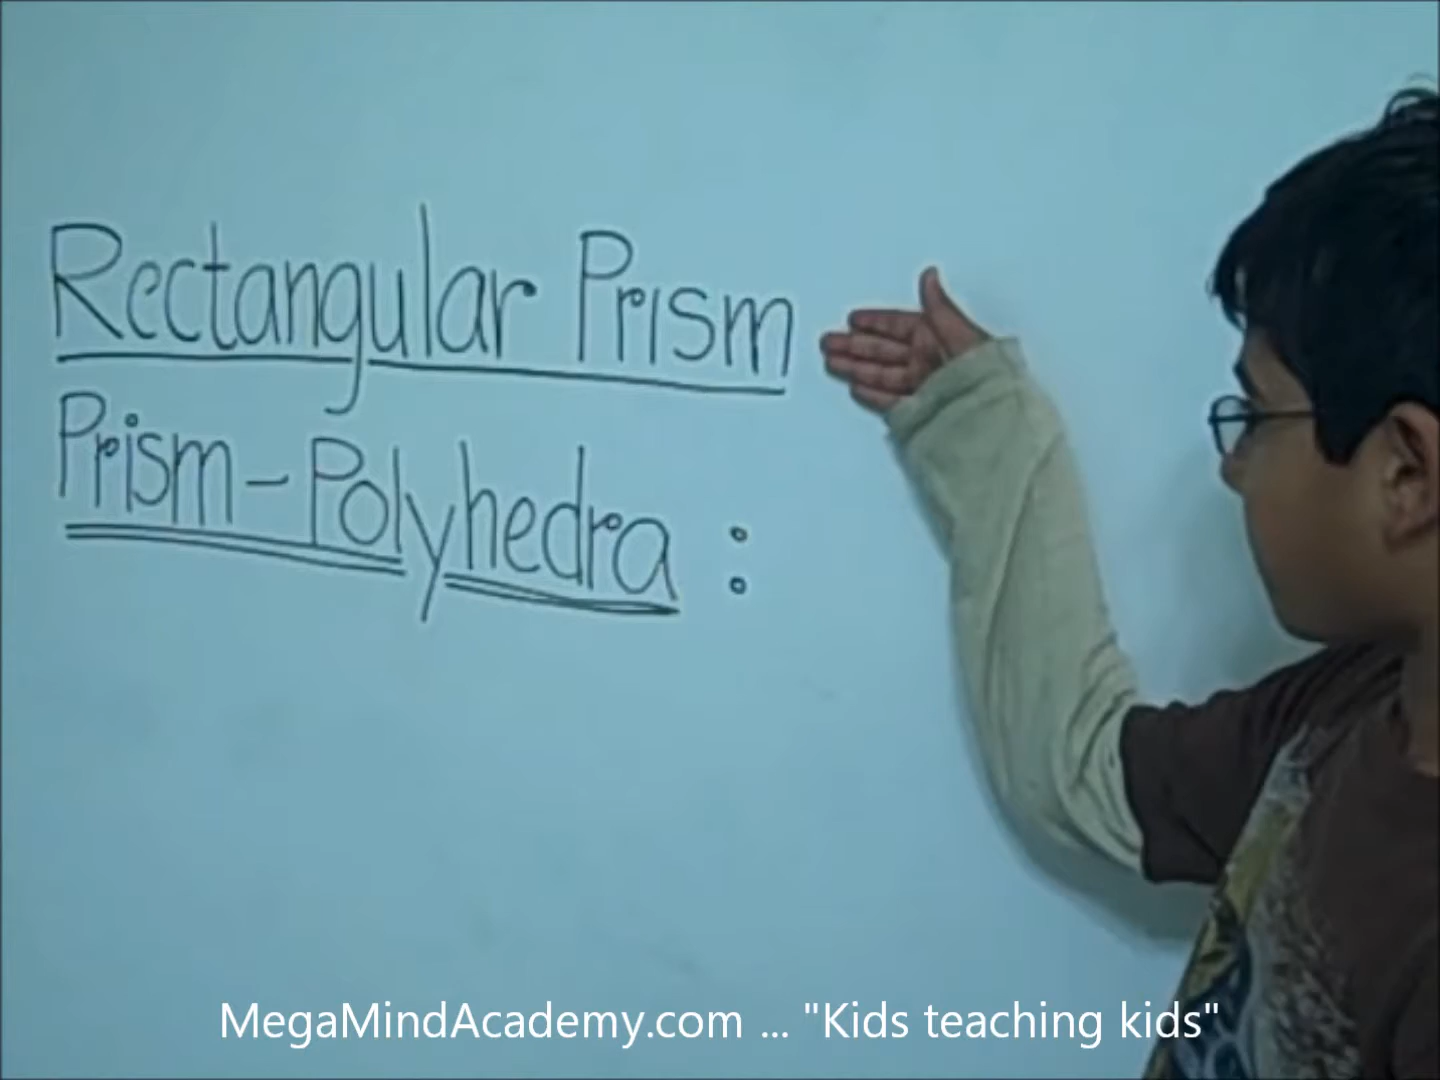 Rectangular Prism
Prism-Polyhedra :
MegaMindAcademy.com ... "Kids teaching kids"